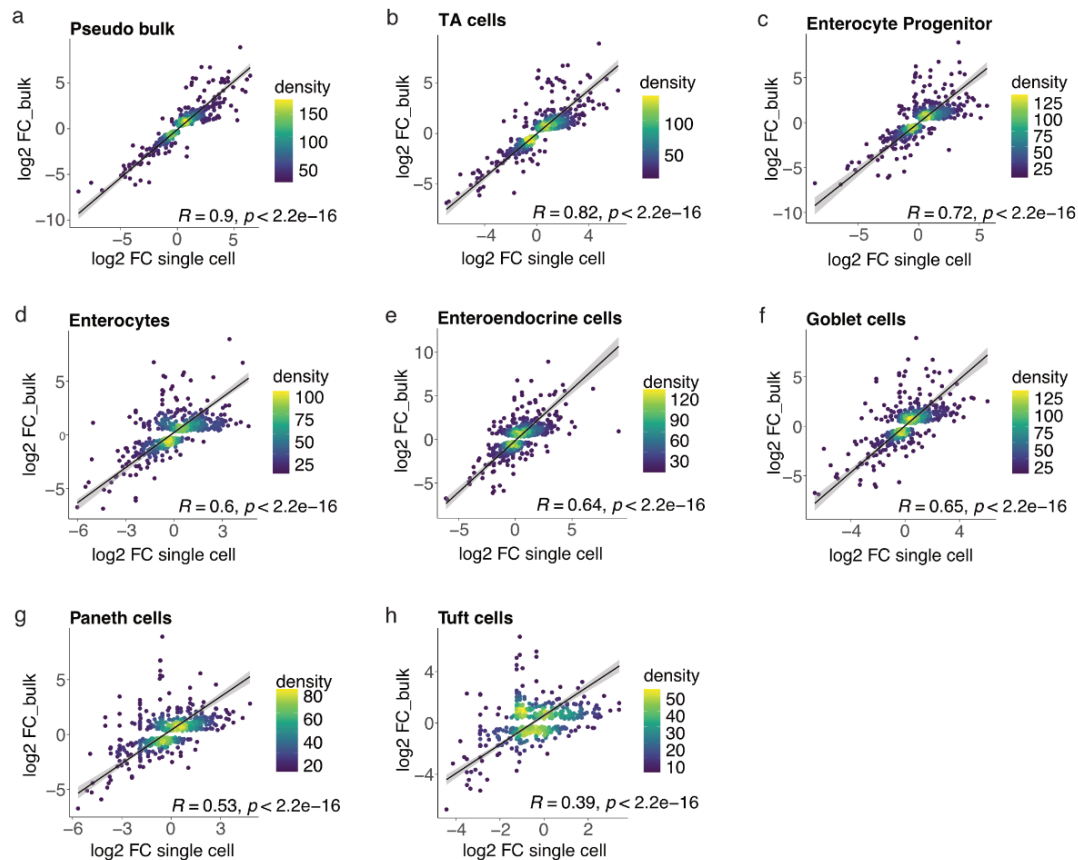 a
Pseudo bulk
log2 FC_bulk
5
0
−5
−10
−5
0
5
log2 FC single cell
density
150
100
50
R = 0.9, p < 2.2e−16
b
TA cells
log2 FC_bulk
5
0
−5
−4
0
4
log2 FC single cell
density
100
50
R = 0.82, p < 2.2e−16
c
Enterocyte Progenitor
log2 FC_bulk
5
0
−5
−10
−5
0
5
log2 FC single cell
density
125
100
75
50
25
R = 0.72, p < 2.2e−16
d
Enterocytes
log2 FC_bulk
5
0
−5
−6
−3
0
3
log2 FC single cell
density
100
75
50
25
R = 0.6, p < 2.2e−16
e
Enteroendocrine cells
log2 FC_bulk
10
5
0
−5
−5
0
5
log2 FC single cell
density
120
90
60
30
R = 0.64, p < 2.2e−16
f
Goblet cells
log2 FC_bulk
5
0
−5
−4
0
4
log2 FC single cell
density
125
100
75
50
25
R = 0.65, p < 2.2e−16
g
Paneth cells
log2 FC_bulk
5
0
−5
−6
−3
0
3
log2 FC single cell
density
80
60
40
20
R = 0.53, p < 2.2e−16
h
Tuft cells
log2 FC_bulk
4
0
−4
−4
−2
0
2
log2 FC single cell
density
50
40
30
20
10
R = 0.39, p < 2.2e−16